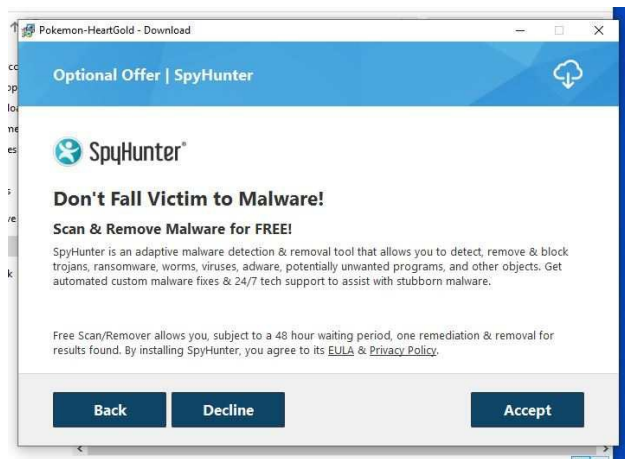 Pokemon-HeartGold - Download
Optional Offer | SpyHunter
SpyHunter®
Don't Fall Victim to Malware!
Scan & Remove Malware for FREE!
SpyHunter is an adaptive malware detection & removal tool that allows you to detect, remove & block
trojans, ransomware, worms, viruses, adware, potentially unwanted programs, and other objects. Get
automated custom malware fixes & 24/7 tech support to assist with stubborn malware.
Free Scan/Remover allows you, subject to a 48 hour waiting period, one remediation & removal for
results found. By installing SpyHunter, you agree to its EULA & Privacy Policy.
Back Decline Accept